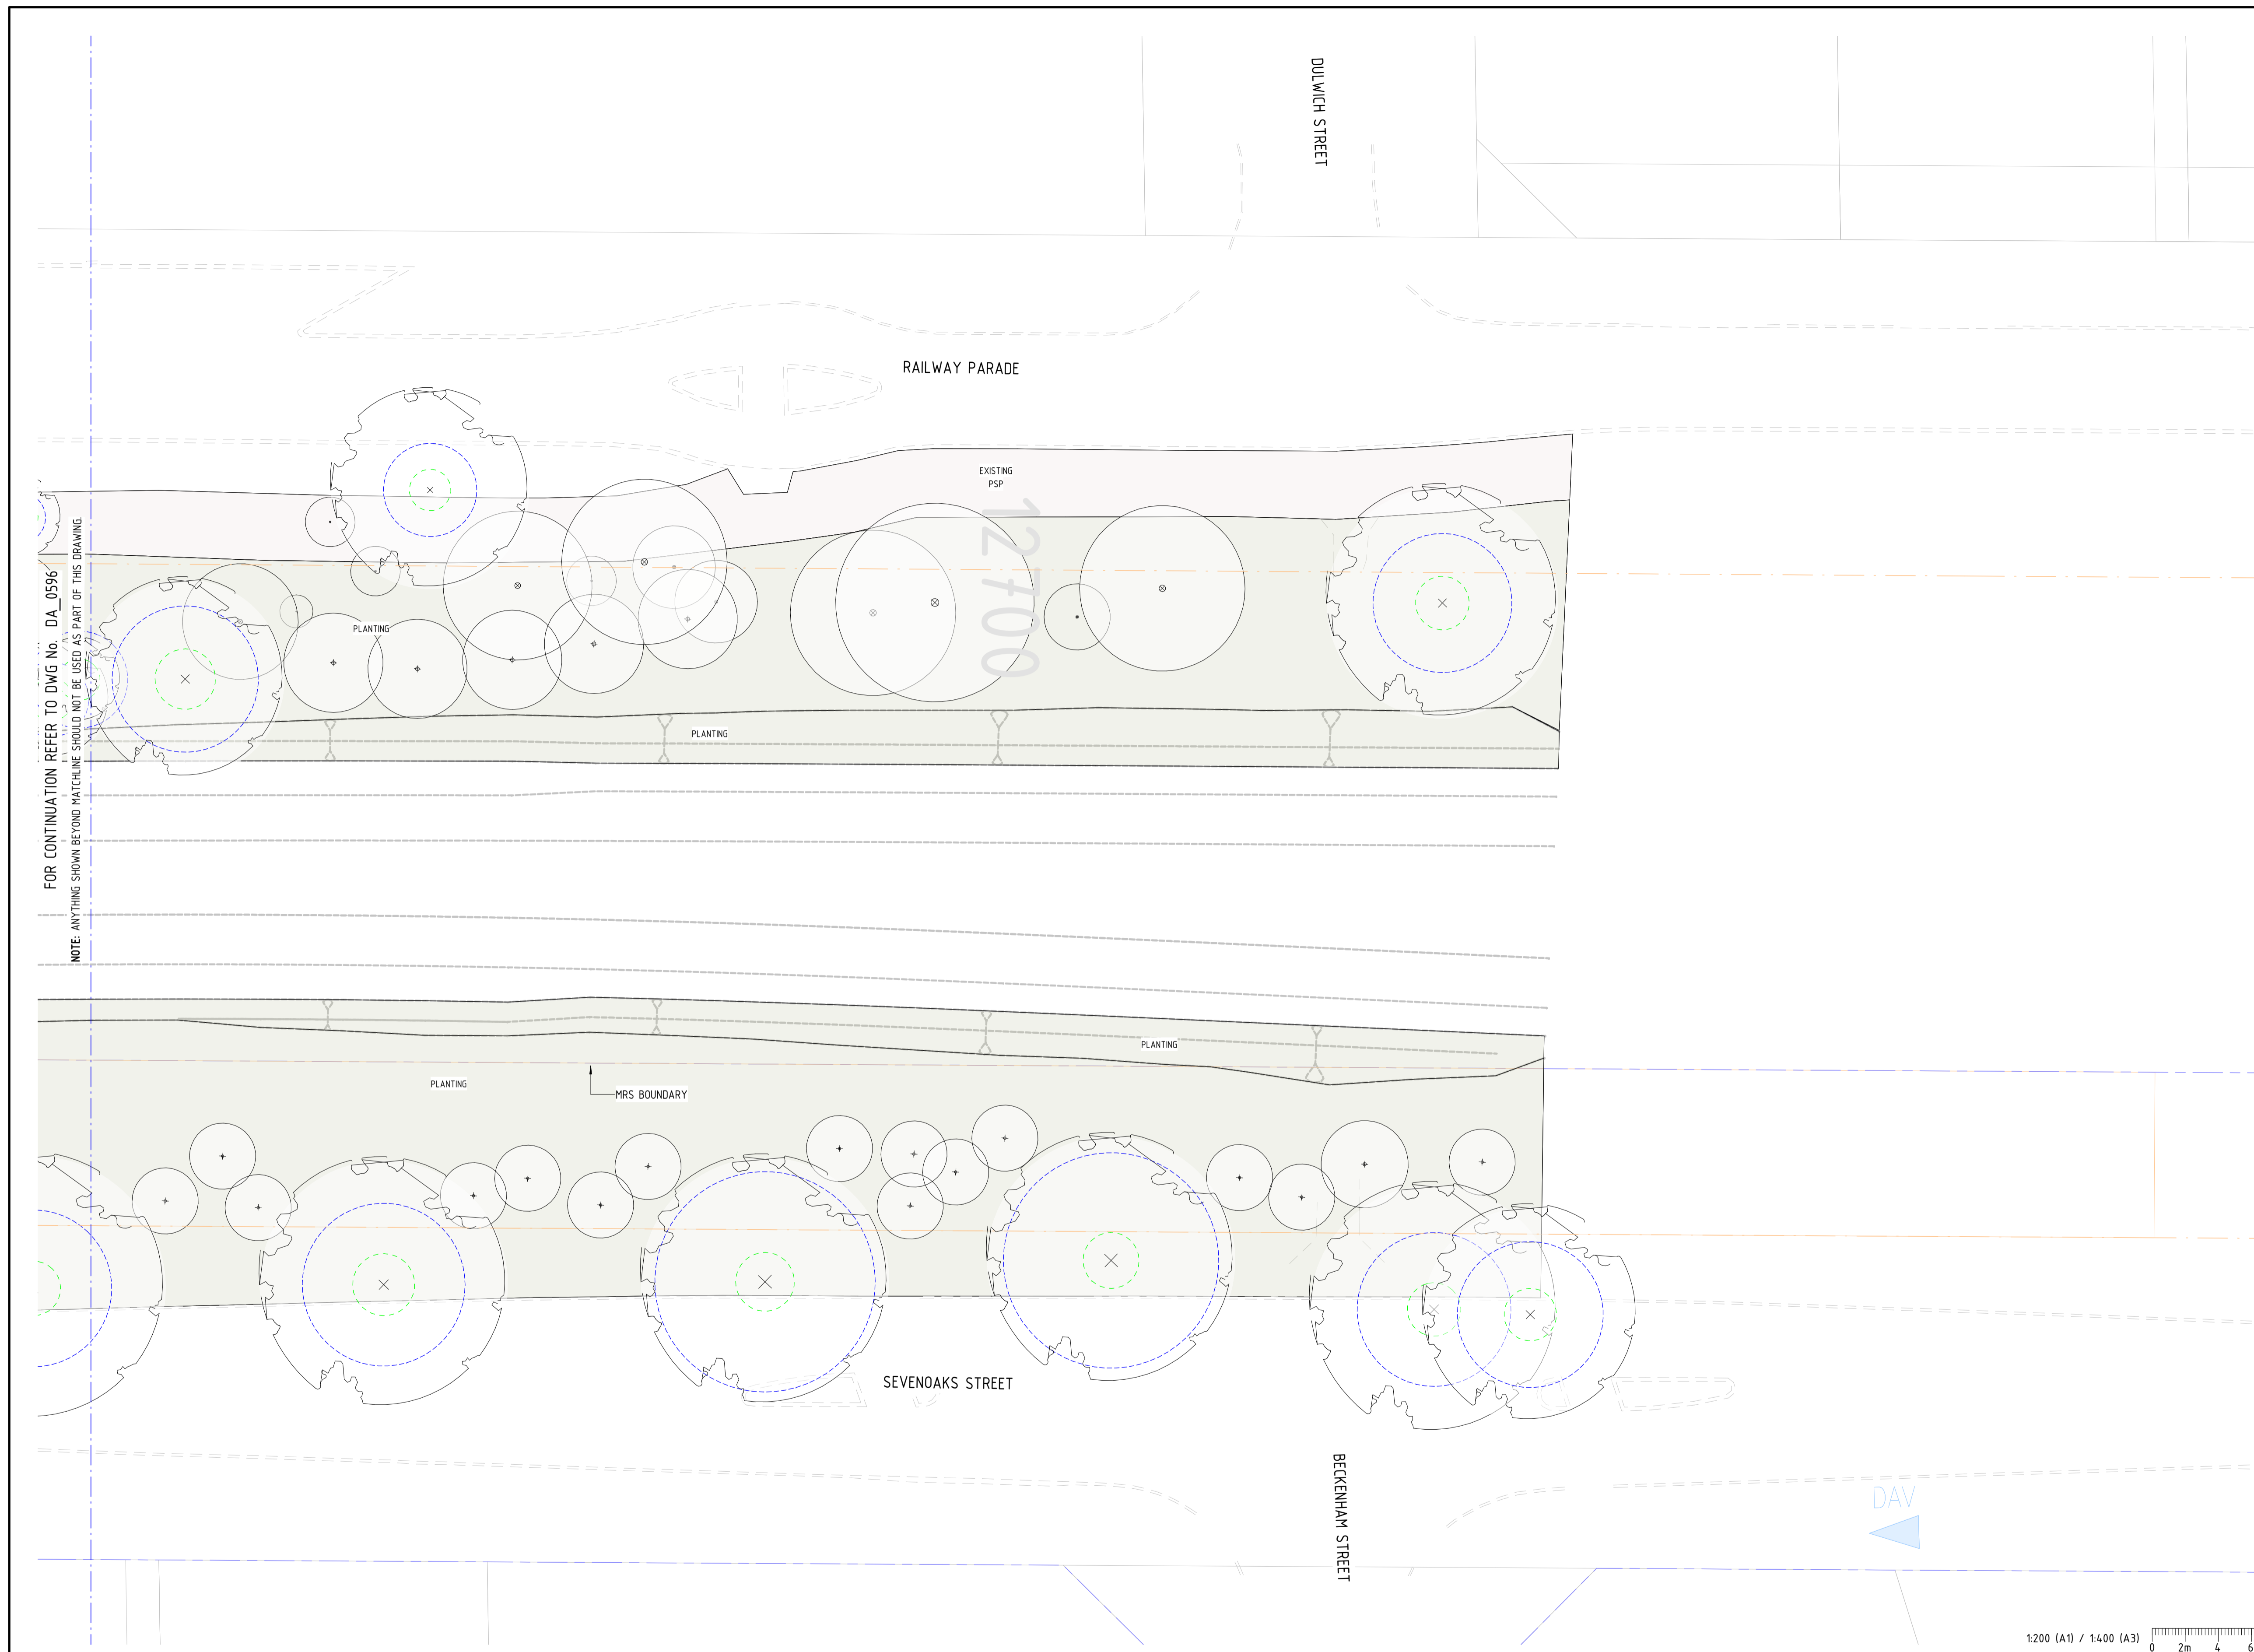 DULWICH STREET
RAILWAY PARADE
EXISTING
PSP
12700
FOR CONTINUATION REFER TO DWG No. DA_0596
NOTE: ANYTHING SHOWN BEYOND MATCHLINE SHOULD NOT BE USED AS PART OF THIS DRAWING.
PLANTING
PLANTING
PLANTING
PLANTING
MRS BOUNDARY
SEVENOAKS STREET
BECKENHAM STREET
DAV
1:200 (A1) / 1:400 (A3)
0 2m 4 6